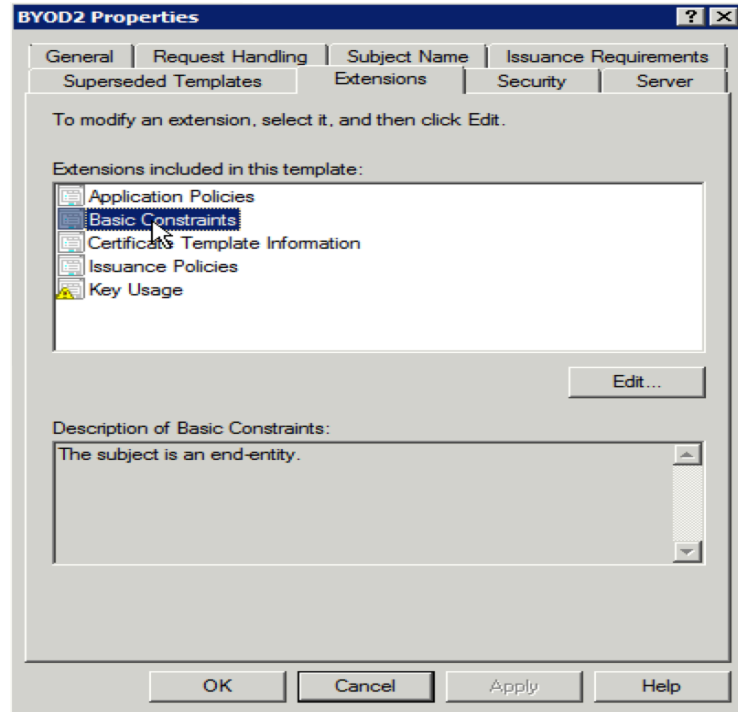 BYOD2 Properties
General Request Handling Subject Name Issuance Requirements
Superseded Templates Extensions Security Server
To modify an extension, select it, and then click Edit.
Extensions included in this template:
Application Policies
Basic Constraints
Certificate Template Information
Issuance Policies
Key Usage
Edit...
Description of Basic Constraints:
The subject is an end-entity.
OK Cancel Apply Help